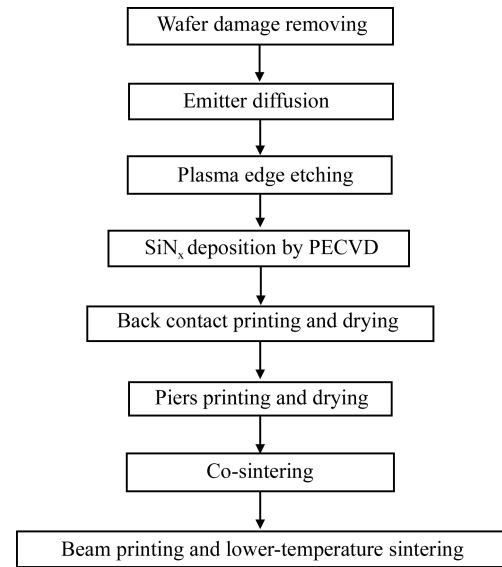 Wafer damage removing
Emitter diffusion
Plasma edge etching
SiNₓ deposition by PECVD
Back contact printing and drying
Piers printing and drying
Co-sintering
Beam printing and lower-temperature sintering